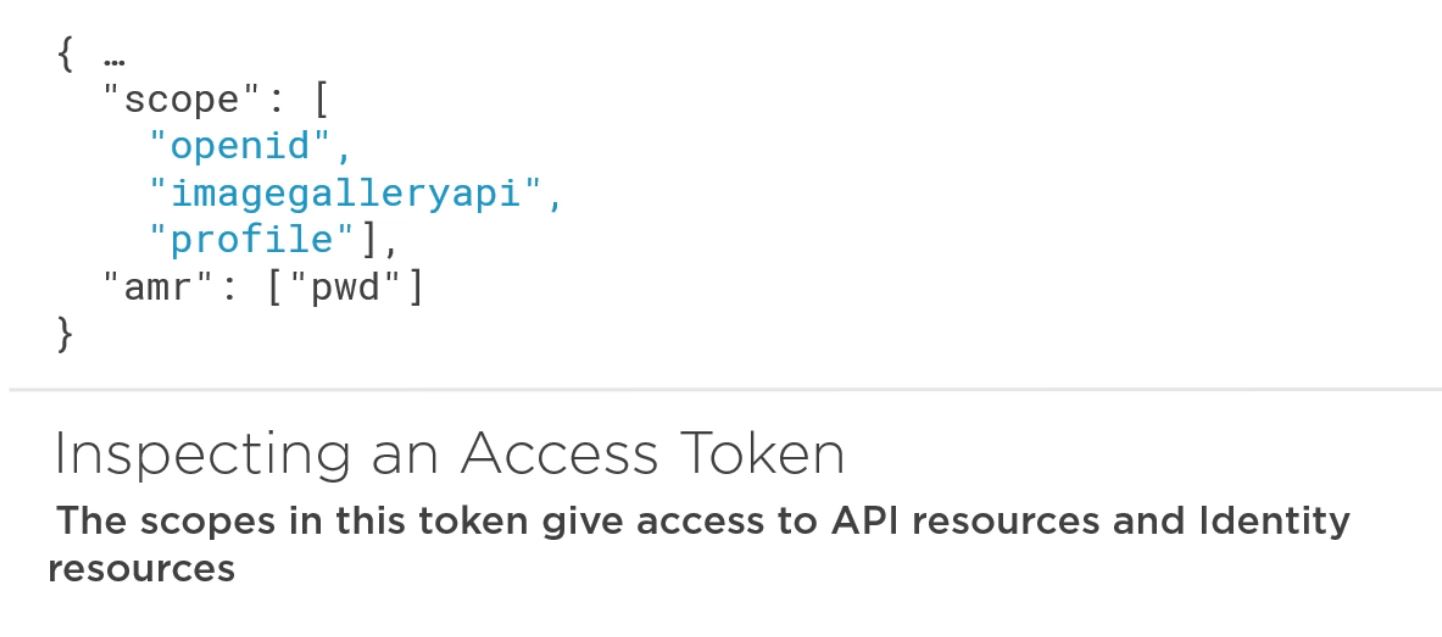 { …
"scope": [
"openid",
"imagegalleryapi",
"profile"],
"amr": ["pwd"]
}
Inspecting an Access Token
The scopes in this token give access to API resources and Identity
resources